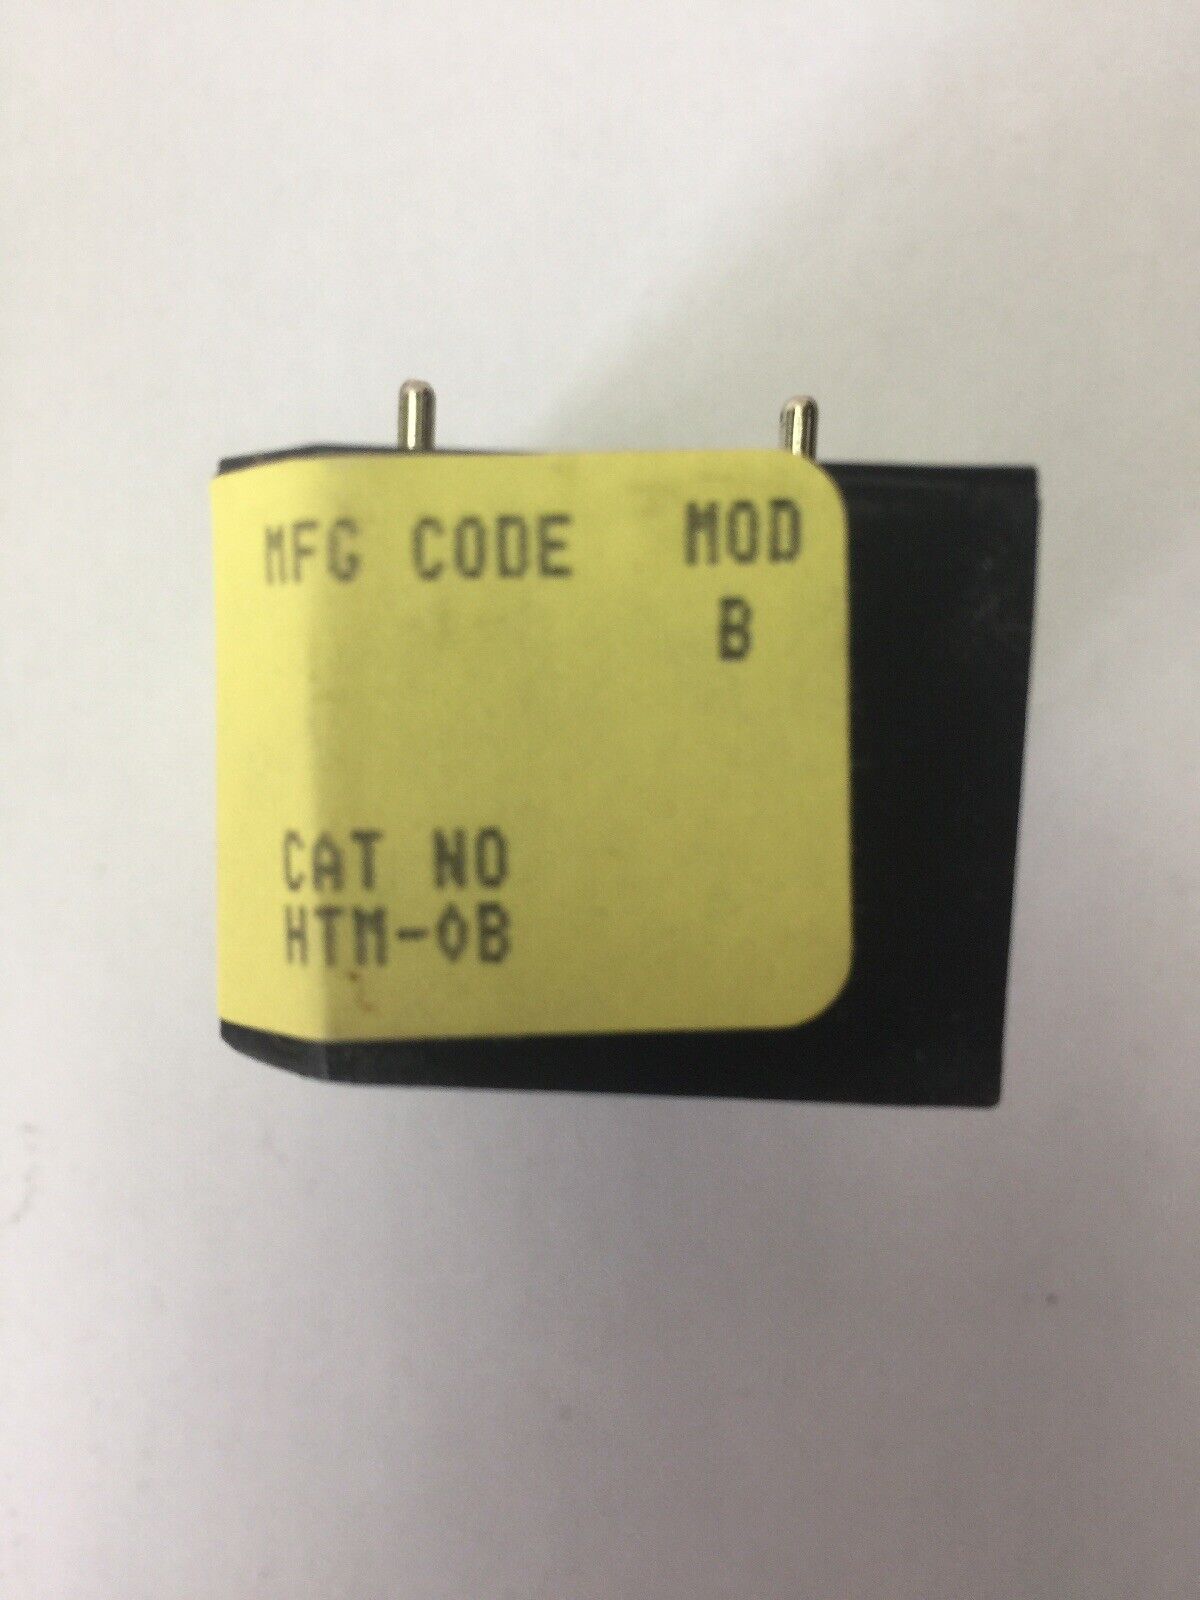 MFG CODE MOD
B
CAT NO
HTM-0B